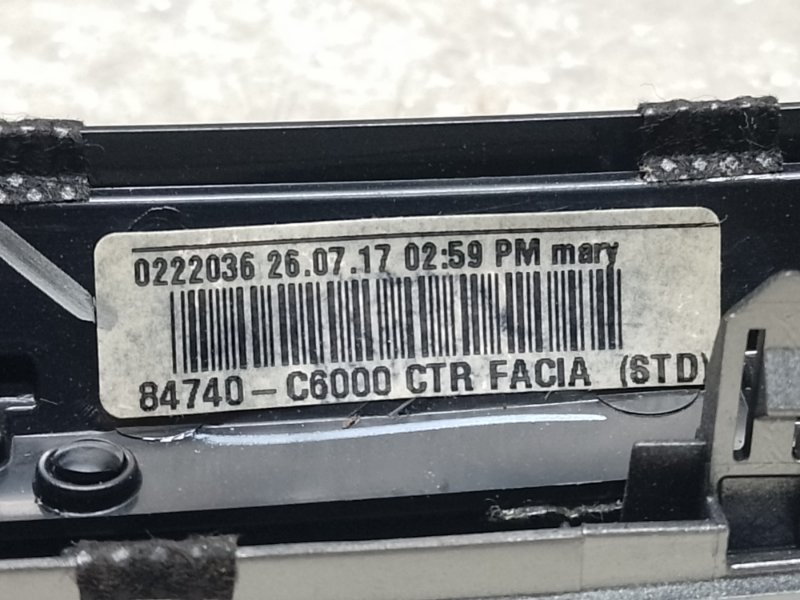 0222036 26.07.17 02:59 PM mary
84740-C6000 CTR FACIA (STD)